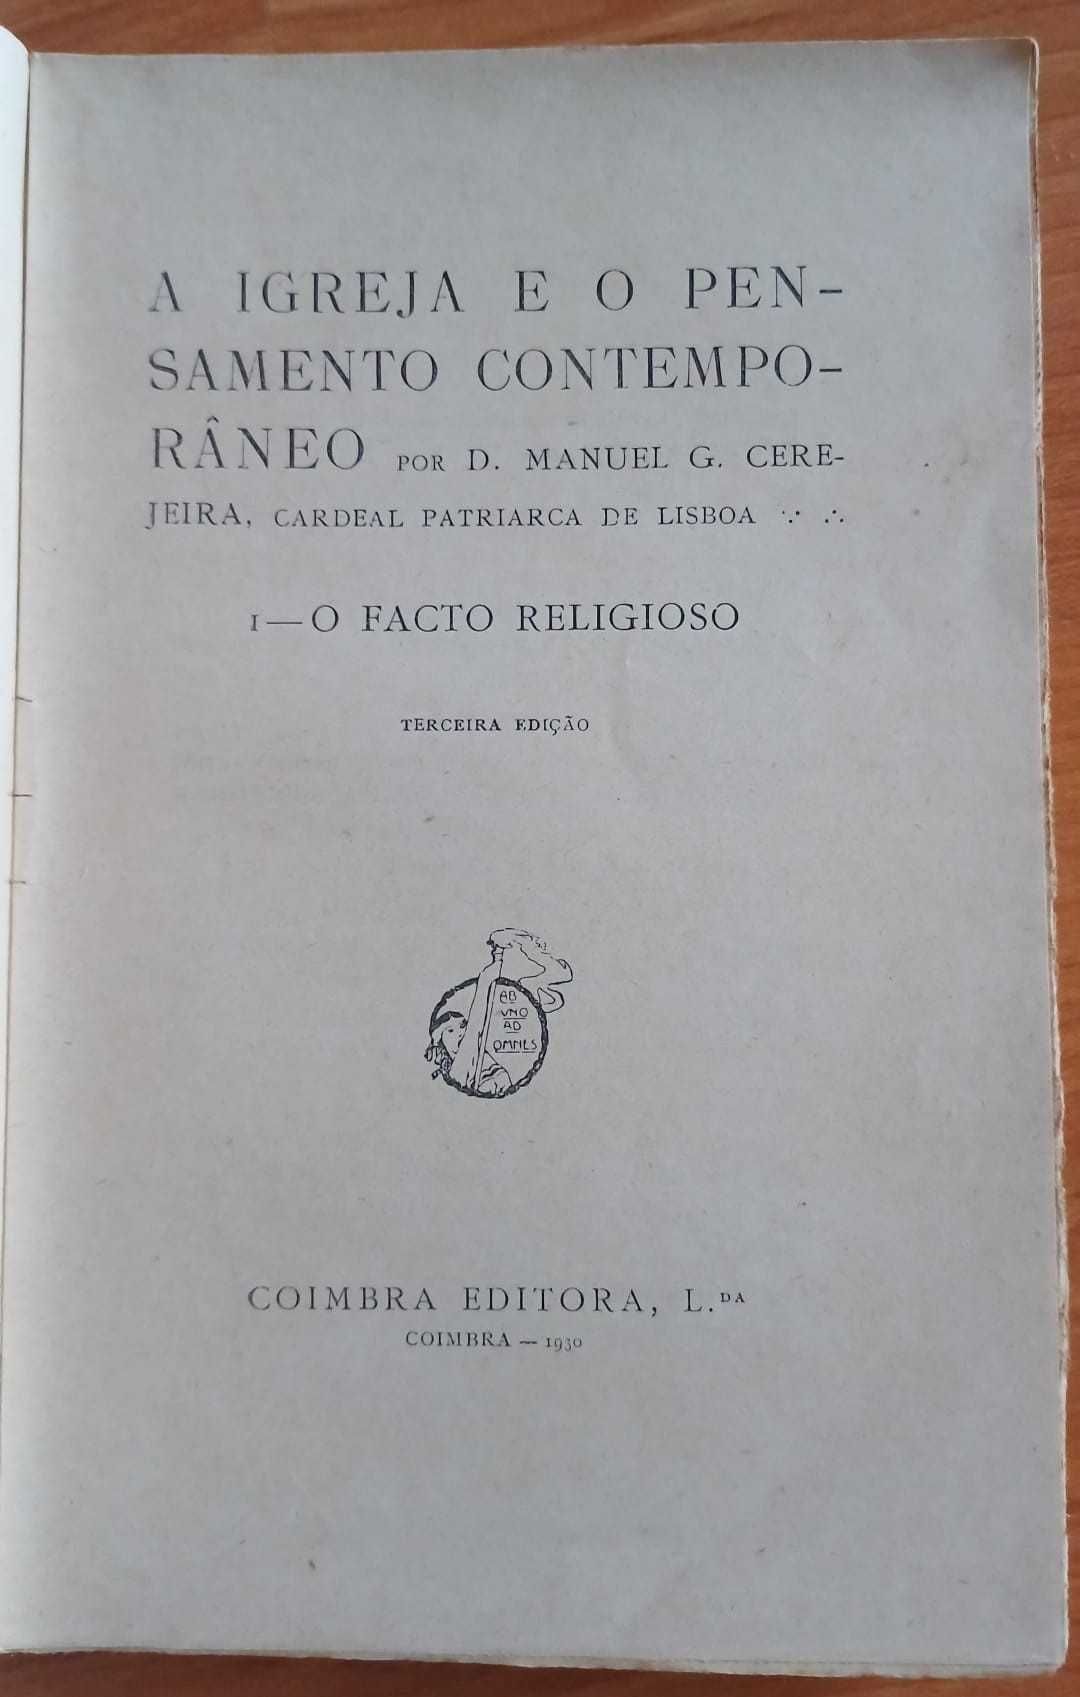 A IGREJA E O PEN-
SAMENTO CONTEMPO-
RÂNEO POR D. MANUEL G. CERE-
JEIRA, CARDEAL PATRIARCA DE LISBOA ∵ ∴
I — O FACTO RELIGIOSO
TERCEIRA EDIÇÃO
AB
VNO
AD
OMNES
COIMBRA EDITORA, L.DA
COIMBRA — 1930